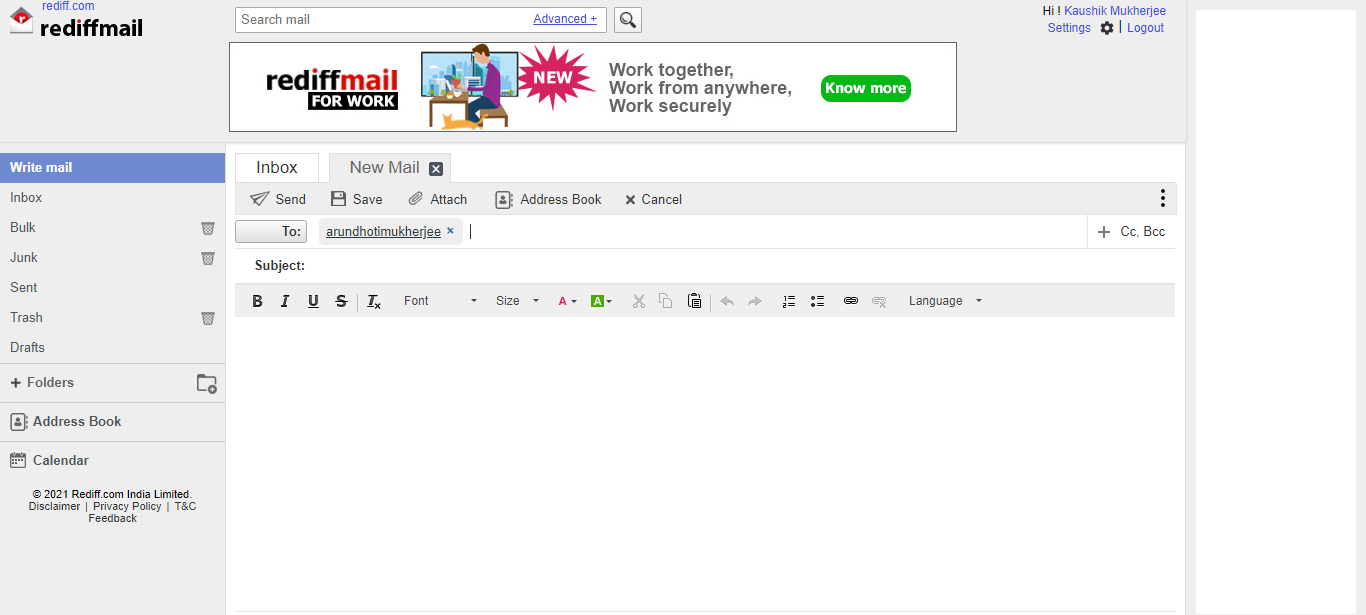 rediff.com
rediffmail
Search mail
Advanced +
Hi ! Kaushik Mukherjee
Settings | Logout
rediffmail
FOR WORK
NEW
Work together,
Work from anywhere,
Work securely
Know more
Write mail
Inbox
Bulk
Junk
Sent
Trash
Drafts
+ Folders
Address Book
Calendar
© 2021 Rediff.com India Limited.
Disclaimer | Privacy Policy | T&C
Feedback
Inbox
New Mail
Send Save Attach Address Book Cancel
To: arundhotimukherjee × + Cc, Bcc
Subject:
B I U S Tx Font Size A A Language